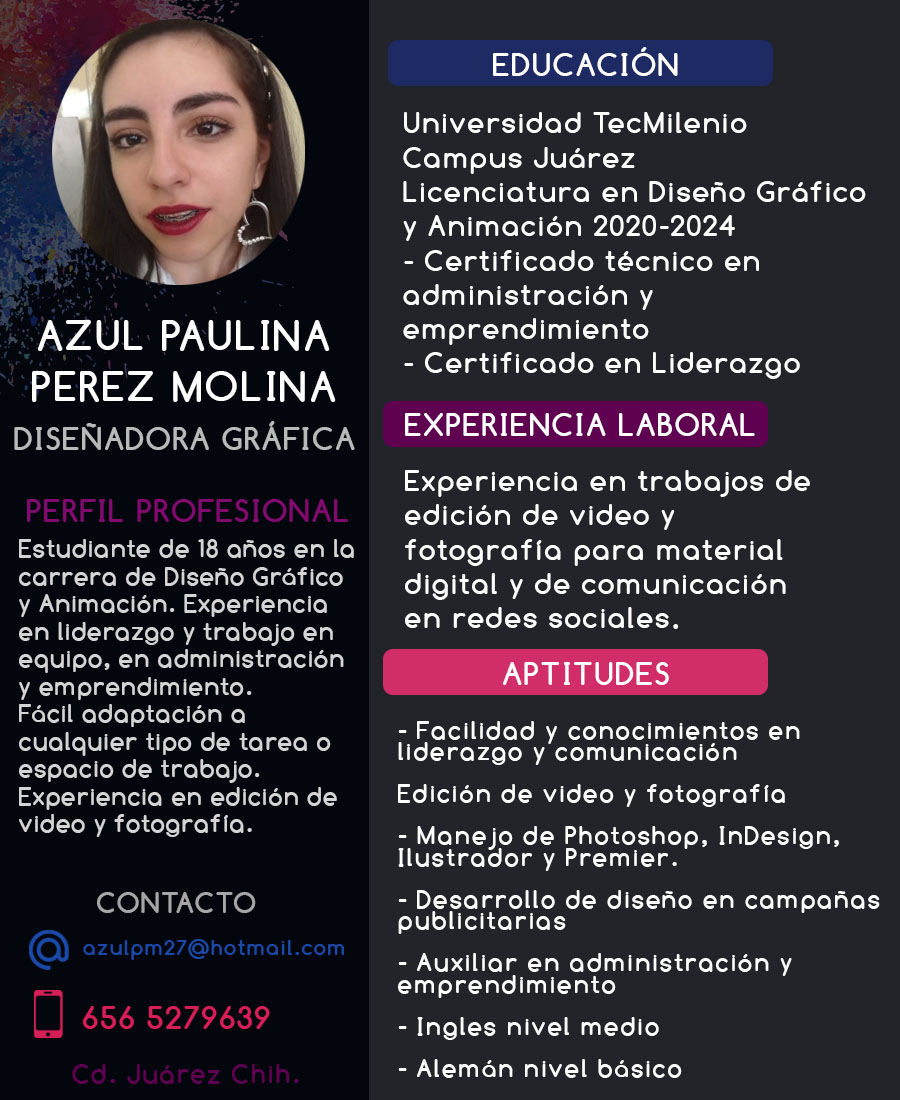 AZUL PAULINA
PEREZ MOLINA
DISEÑADORA GRÁFICA
PERFIL PROFESIONAL
Estudiante de 18 años en la
carrera de Diseño Gráfico
y Animación. Experiencia
en liderazgo y trabajo en
equipo, en administración
y emprendimiento.
Fácil adaptación a
cualquier tipo de tarea o
espacio de trabajo.
Experiencia en edición de
video y fotografía.
CONTACTO
azulpm27@hotmail.com
656 5279639
Cd. Juárez Chih.
EDUCACIÓN
Universidad TecMilenio
Campus Juárez
Licenciatura en Diseño Gráfico
y Animación 2020-2024
- Certificado técnico en
administración y
emprendimiento
- Certificado en Liderazgo
EXPERIENCIA LABORAL
Experiencia en trabajos de
edición de video y
fotografía para material
digital y de comunicación
en redes sociales.
APTITUDES
- Facilidad y conocimientos en
liderazgo y comunicación
Edición de video y fotografía
- Manejo de Photoshop, InDesign,
Ilustrador y Premier.
- Desarrollo de diseño en campañas
publicitarias
- Auxiliar en administración y
emprendimiento
- Ingles nivel medio
- Alemán nivel básico